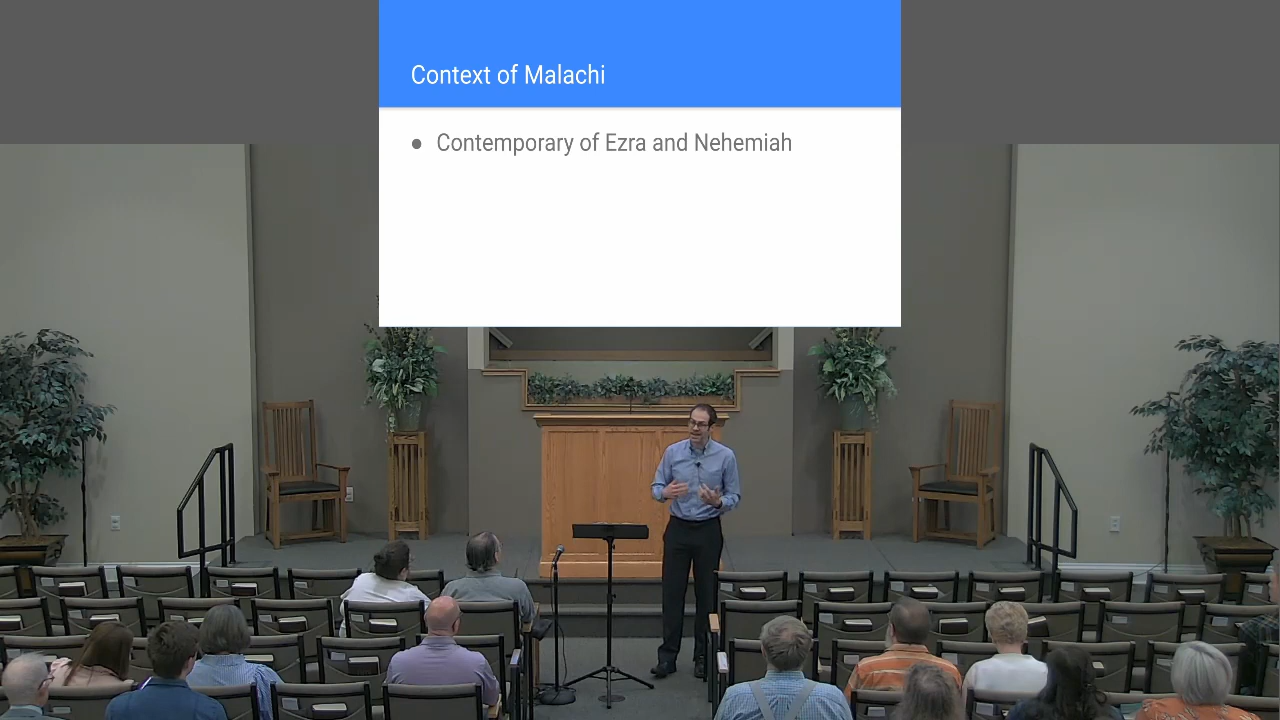 Context of Malachi
● Contemporary of Ezra and Nehemiah